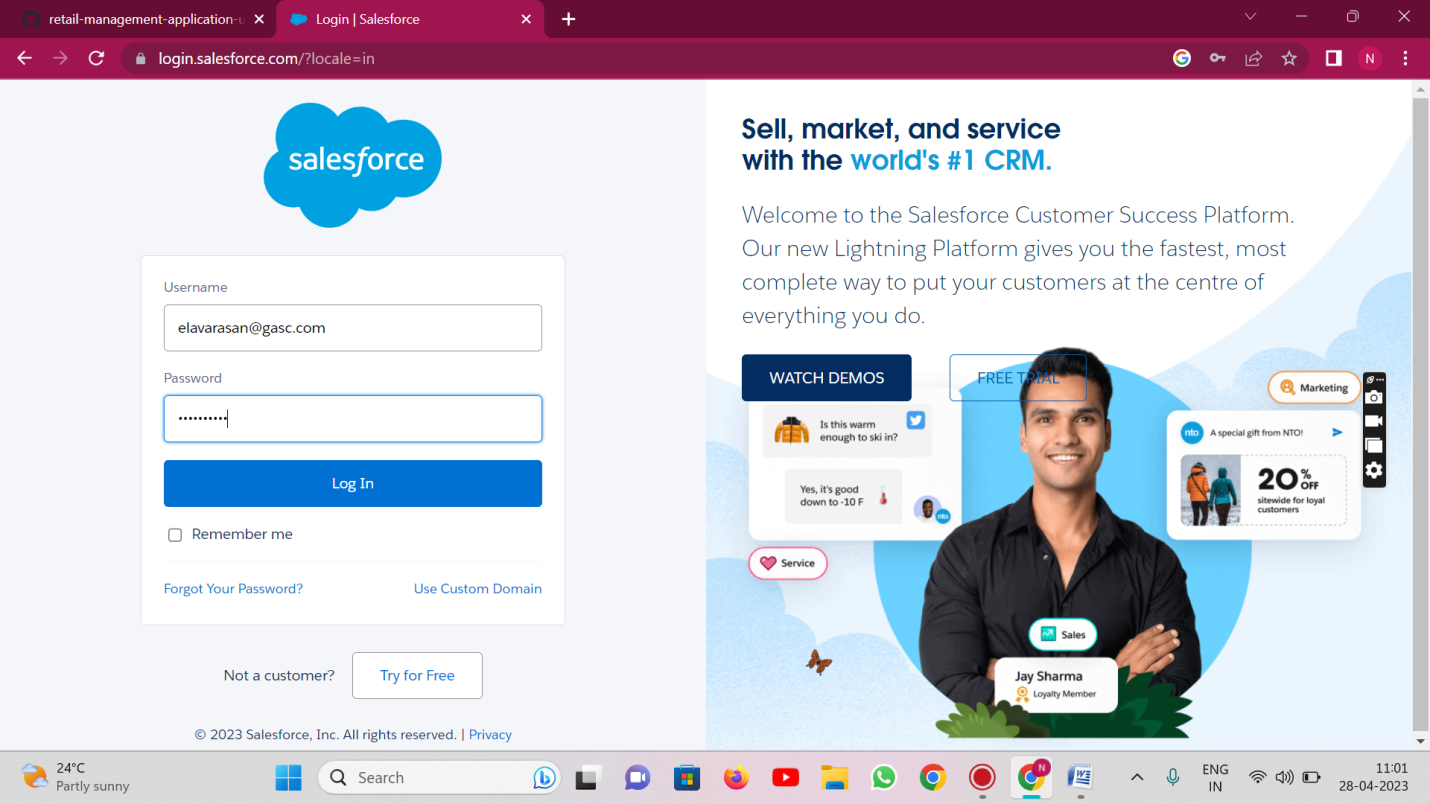 retail-management-application-u
Login | Salesforce
login.salesforce.com/?locale=in
N
salesforce
Username
elavarasan@gasc.com
Password
••••••••••
Log In
Remember me
Forgot Your Password?
Use Custom Domain
Not a customer?
Try for Free
© 2023 Salesforce, Inc. All rights reserved. | Privacy
Sell, market, and service
with the world's #1 CRM.
Welcome to the Salesforce Customer Success Platform.
Our new Lightning Platform gives you the fastest, most
complete way to put your customers at the centre of
everything you do.
WATCH DEMOS
FREE TRIAL
Marketing
Is this warm
enough to ski in?
Yes, it's good
down to -10 F
nto
Service
nto
A special gift from NTO!
20% OFF
sitewide for loyal
customers
Sales
Jay Sharma
Loyalty Member
24°C
Partly sunny
Search
N
ENG
IN
11:01
28-04-2023